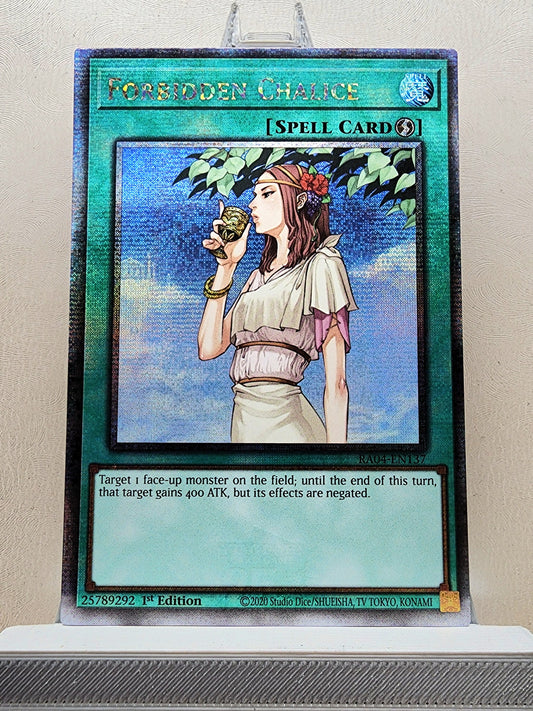 Forbidden Chalice
SPELL
[Spell Card]
RA04-EN137
Target 1 face-up monster on the field; until the end of this turn,
that target gains 400 ATK, but its effects are negated.
25789292 1st Edition ©2020 Studio Dice/SHUEISHA, TV TOKYO, KONAMI